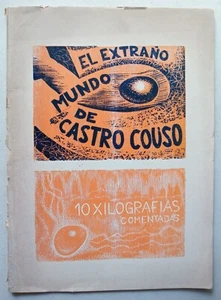 EL EXTRAÑO
MUNDO
DE
CASTRO COUSO
10 XILOGRAFIAS
COMENTADAS